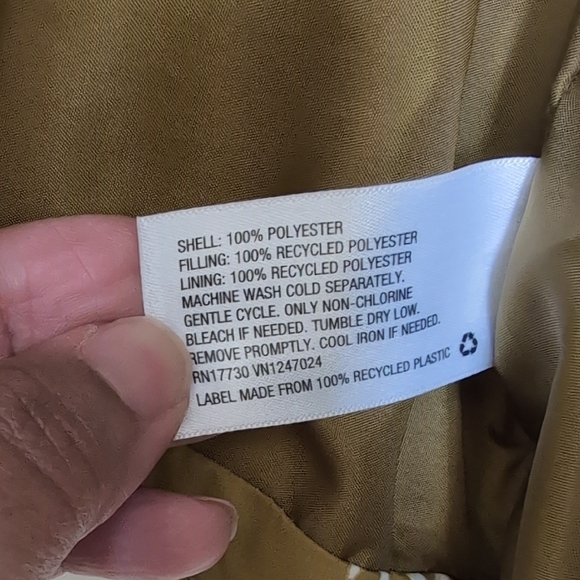 SHELL: 100% POLYESTER
FILLING: 100% RECYCLED POLYESTER
LINING: 100% RECYCLED POLYESTER
MACHINE WASH COLD SEPARATELY.
GENTLE CYCLE. ONLY NON-CHLORINE
BLEACH IF NEEDED. TUMBLE DRY LOW.
REMOVE PROMPTLY. COOL IRON IF NEEDED.
RN17730 VN1247024
LABEL MADE FROM 100% RECYCLED PLASTIC